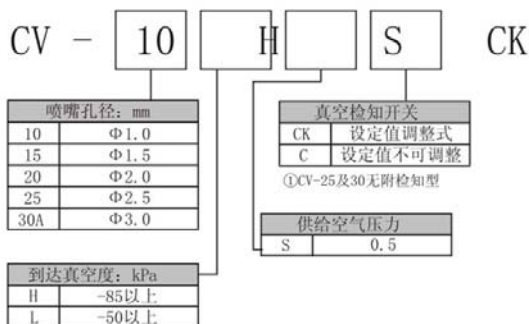 CV - 10 H S CK
喷嘴孔径: mm
10 Φ1.0
15 Φ1.5
20 Φ2.0
25 Φ2.5
30A Φ3.0
真空检知开关
CK 设定值调整式
C 设定值不可调整
①CV-25及30无附检知型
供给空气压力
S 0.5
到达真空度: kPa
H -85以上
L -50以上